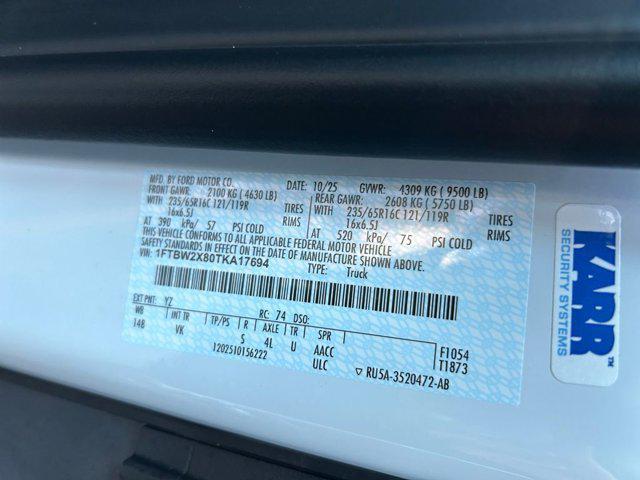 MFD. BY FORD MOTOR CO.
DATE: 10/25 GVWR: 4309 KG ( 9500 LB)
FRONT GAWR: 2100 KG ( 4630 LB)
REAR GAWR: 2608 KG ( 5750 LB)
WITH 235/65R16C 121/119R TIRES
WITH 235/65R16C 121/119R TIRES
16x6.5J RIMS
16x6.5J RIMS
AT 390 kPa/ 57 PSI COLD
AT 520 kPa/ 75 PSI COLD
THIS VEHICLE CONFORMS TO ALL APPLICABLE FEDERAL MOTOR VEHICLE
SAFETY STANDARDS IN EFFECT ON THE DATE OF MANUFACTURE SHOWN ABOVE.
VIN: 1FTBW2X80TKA17694
TYPE: Truck
EXT PNT: YZ RC: 74 DSO:
WB INT TR TP/PS R AXLE TR SPR
148 VK S 4L U AACC
ULC
1202510156222
F1054
T1873
▽ RU5A-3520472-AB
KARR™
SECURITY SYSTEMS